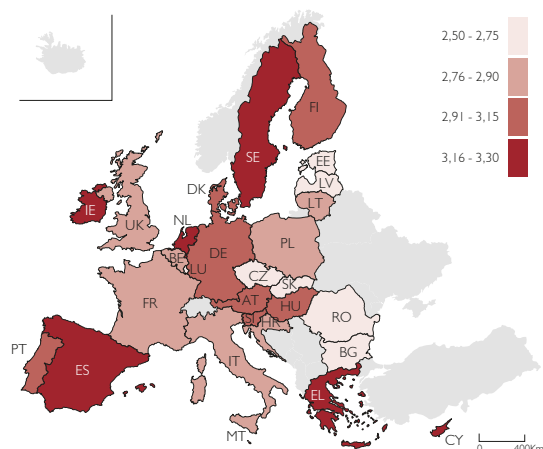 2,50 - 2,75
2,76 - 2,90
2,91 - 3,15
3,16 - 3,30
FI
SE
EE
LV
LT
DK
IE
UK
NL
BE
LU
DE
PL
CZ
SK
FR
AT
HU
SI
HR
RO
BG
PT
ES
IT
EL
MT
CY
0
400Km